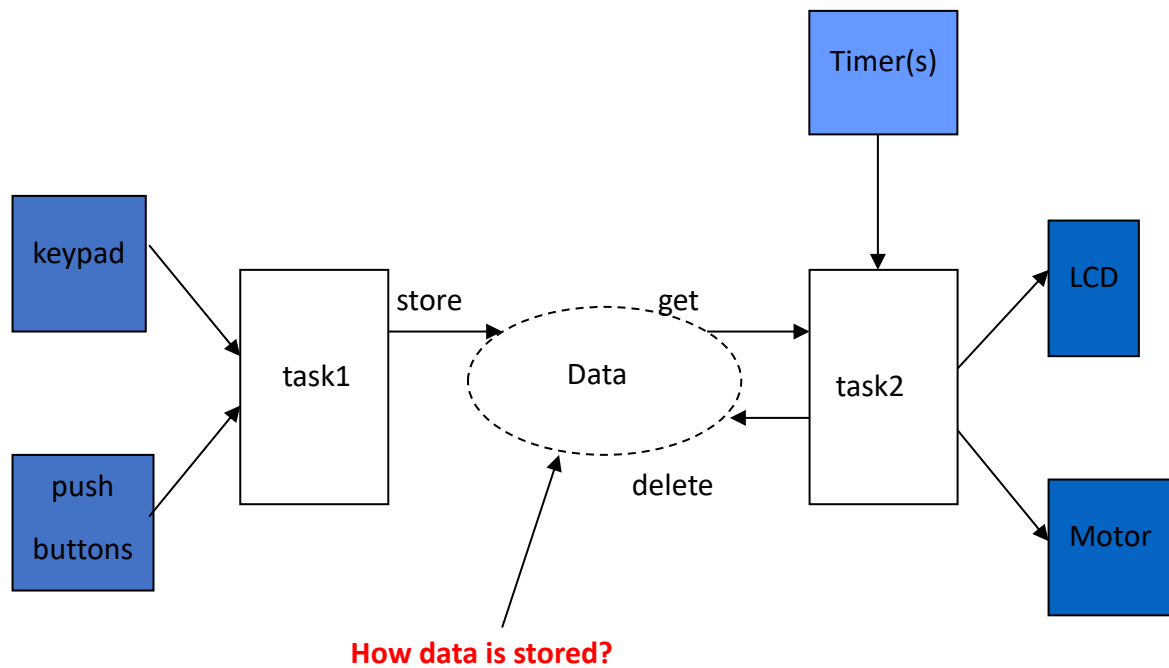 Timer(s)
keypad
LCD
store
get
task1
Data
task2
push
buttons
delete
Motor
How data is stored?